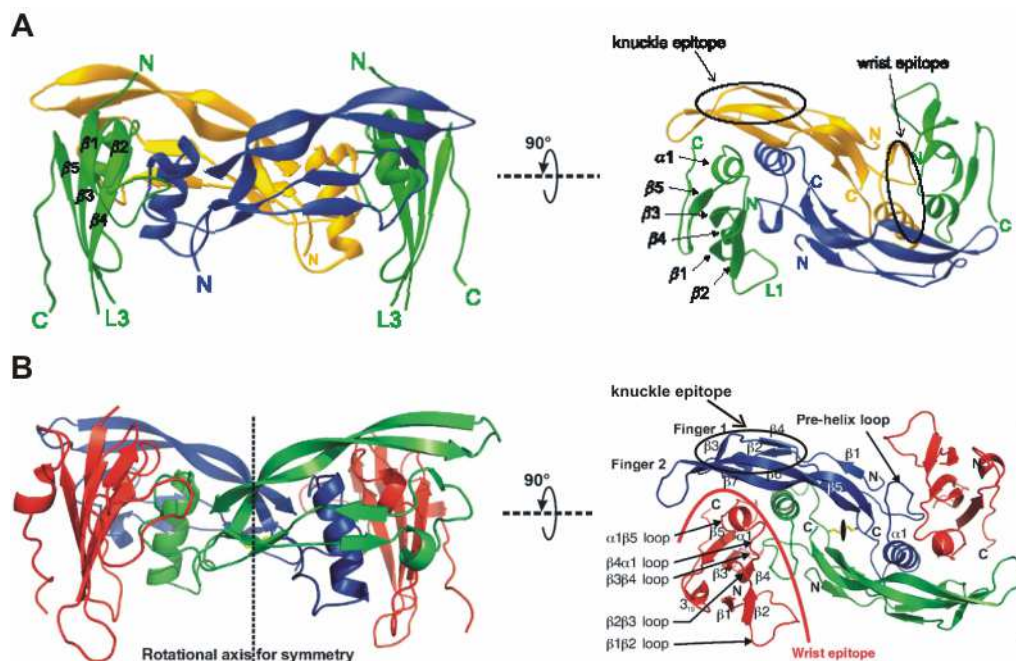 A
N
N
β1
β2
β5
β3
β4
N
N
C
L3
L3
C
90°
knuckle epitope
wrist epitope
α1
C
β5
β3
β4
β1
β2
N
L1
N
C
C
N
N
C
B
Rotational axis for symmetry
90°
knuckle epitope
Pre-helix loop
Finger 1
β4
β3
β2
β1
Finger 2
β7
β6
β5
N
N
C
C
C'
C
α1
α1β5 loop
β5
α1
β4α1 loop
β3β4 loop
β3
β4
N
N
3₁₀
β1
β2
β2β3 loop
β1β2 loop
Wrist epitope